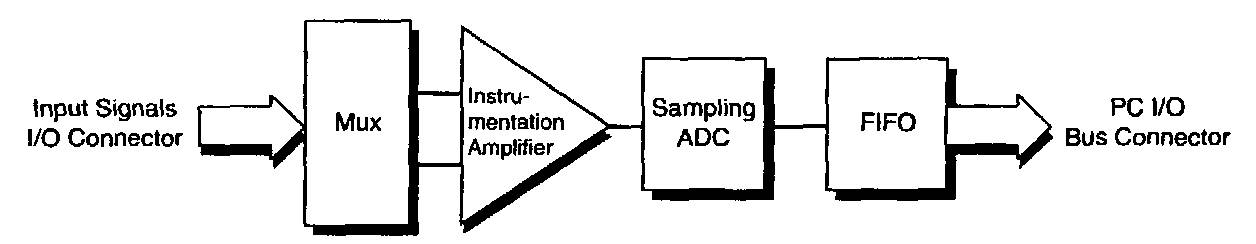 Input Signals
I/O Connector
Mux
Instru-
mentation
Amplifier
Sampling
ADC
FIFO
PC I/O
Bus Connector